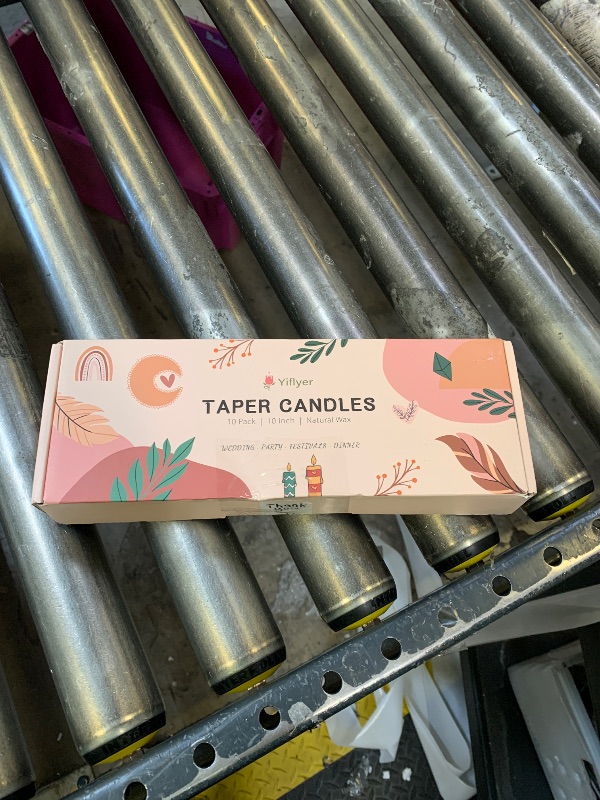 Yiflyer
TAPER CANDLES
10 Pack | 10 Inch | Natural Wax
WEDDING · PARTY · FESTIVALS · DINNER
Thank